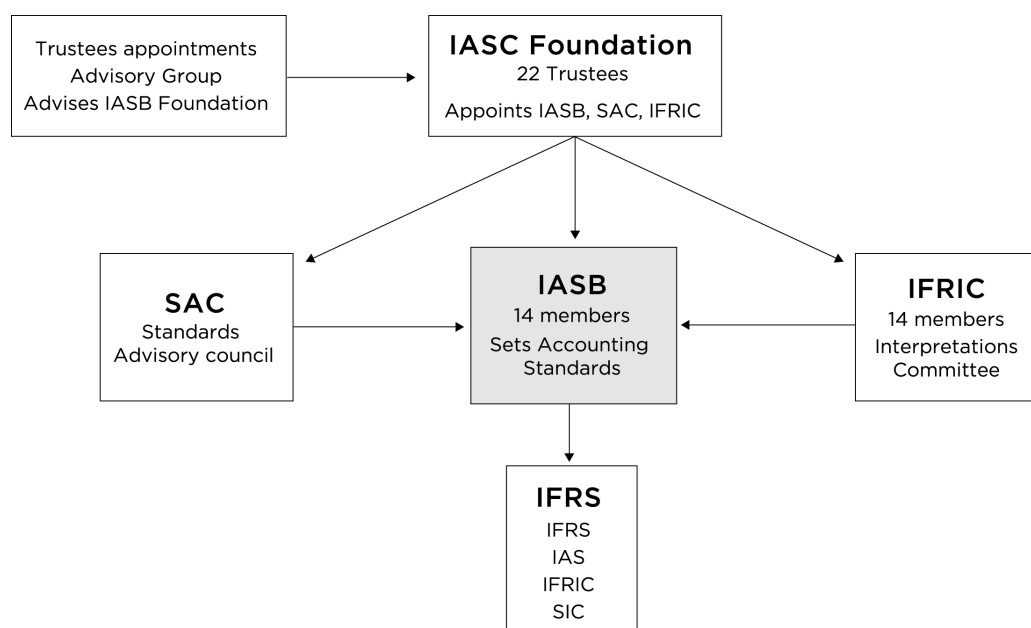 Trustees appointments
Advisory Group
Advises IASB Foundation
IASC Foundation
22 Trustees
Appoints IASB, SAC, IFRIC
SAC
Standards
Advisory council
IASB
14 members
Sets Accounting
Standards
IFRIC
14 members
Interpretations
Committee
IFRS
IFRS
IAS
IFRIC
SIC